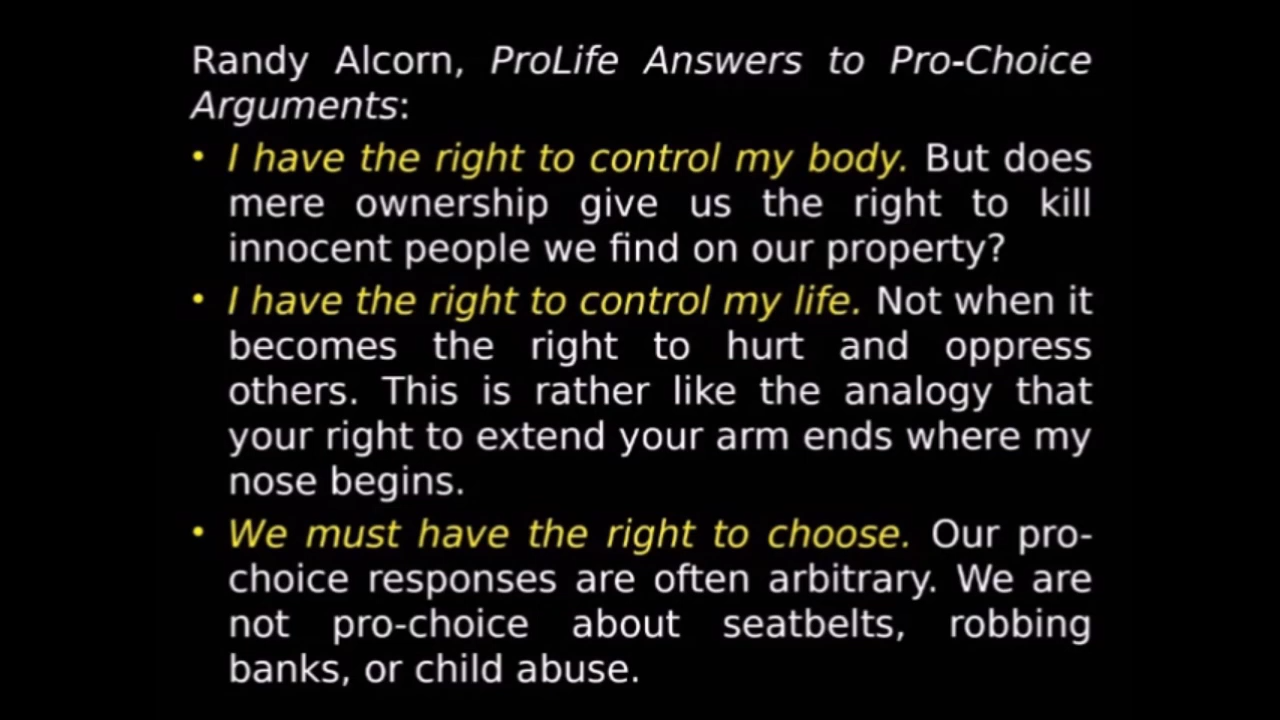 Randy Alcorn, ProLife Answers to Pro-Choice
Arguments:
• I have the right to control my body. But does
mere ownership give us the right to kill
innocent people we find on our property?
• I have the right to control my life. Not when it
becomes the right to hurt and oppress
others. This is rather like the analogy that
your right to extend your arm ends where my
nose begins.
• We must have the right to choose. Our pro-
choice responses are often arbitrary. We are
not pro-choice about seatbelts, robbing
banks, or child abuse.